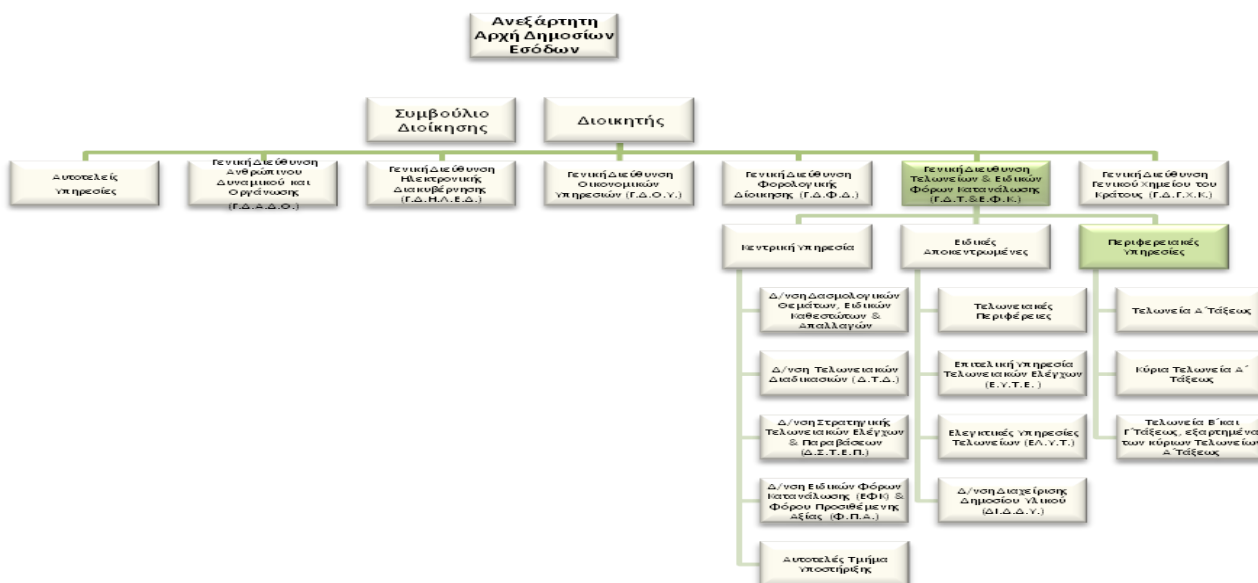 Ανεξάρτητη
Αρχή Δημοσίων
Εσόδων
Συμβούλιο
Διοίκησης
Διοικητής
Αυτοτελείς
Υπηρεσίες
Γενική Διεύθυνση
Ανθρώπινου
Δυναμικού και
Οργάνωσης
(Γ.Δ.Α.Δ.Ο.)
Γενική Διεύθυνση
Ηλεκτρονικής
Διακυβέρνησης
(Γ.Δ.Η.Λ.Ε.Δ.)
Γενική Διεύθυνση
Οικονομικών
Υπηρεσιών (Γ.Δ.Ο.Υ.)
Γενική Διεύθυνση
Φορολογικής
Διοίκησης (Γ.Δ.Φ.Δ.)
Γενική Διευθυνση
Τελωνείων & Ειδικών
Φόρων Κατανάλωσης
(Γ.Δ.Τ.&Ε.Φ.Κ.)
Γενική Διεύθυνση
Γενικού Χημείου του
Κράτους (Γ.Δ.Γ.Χ.Κ.)
Κεντρική Υπηρεσία
Δ/νση Δασμολογικών
Θεμάτων, Ειδικών
Καθεστώτων &
Απαλλαγών
Δ/νση Τελωνειακών
Διαδικασιών (Δ.Τ.Δ.)
Δ/νση Στρατηγικής
Τελωνειακών Ελέγχων
& Παραβάσεων
(Δ.Σ.Τ.Ε.Π.)
Δ/νση Ειδικών Φόρων
Κατανάλωσης (ΕΦΚ) &
Φόρου Προστιθέμενης
Αξίας (Φ.Π.Α.)
Αυτοτελές Τμήμα
Υποστήριξης
Ειδικές
Αποκεντρωμένες
Τελωνειακές
Περιφέρειες
Επιτελική Υπηρεσία
Τελωνειακών Ελέγχων
(Ε.Υ.Τ.Ε.)
Ελεγκτικές Υπηρεσίες
Τελωνείων (ΕΛ.Υ.Τ.)
Δ/νση Διαχείρισης
Δημοσίου Υλικού
(ΔΙ.Δ.Δ.Υ.)
Περιφερειακές
Υπηρεσίες
Τελωνεία Α΄Τάξεως
Κύρια Τελωνεία Α΄
Τάξεως
Τελωνεία Β΄και
Γ΄Τάξεως, εξαρτημένα
των κύριων Τελωνείων
Α΄Τάξεως